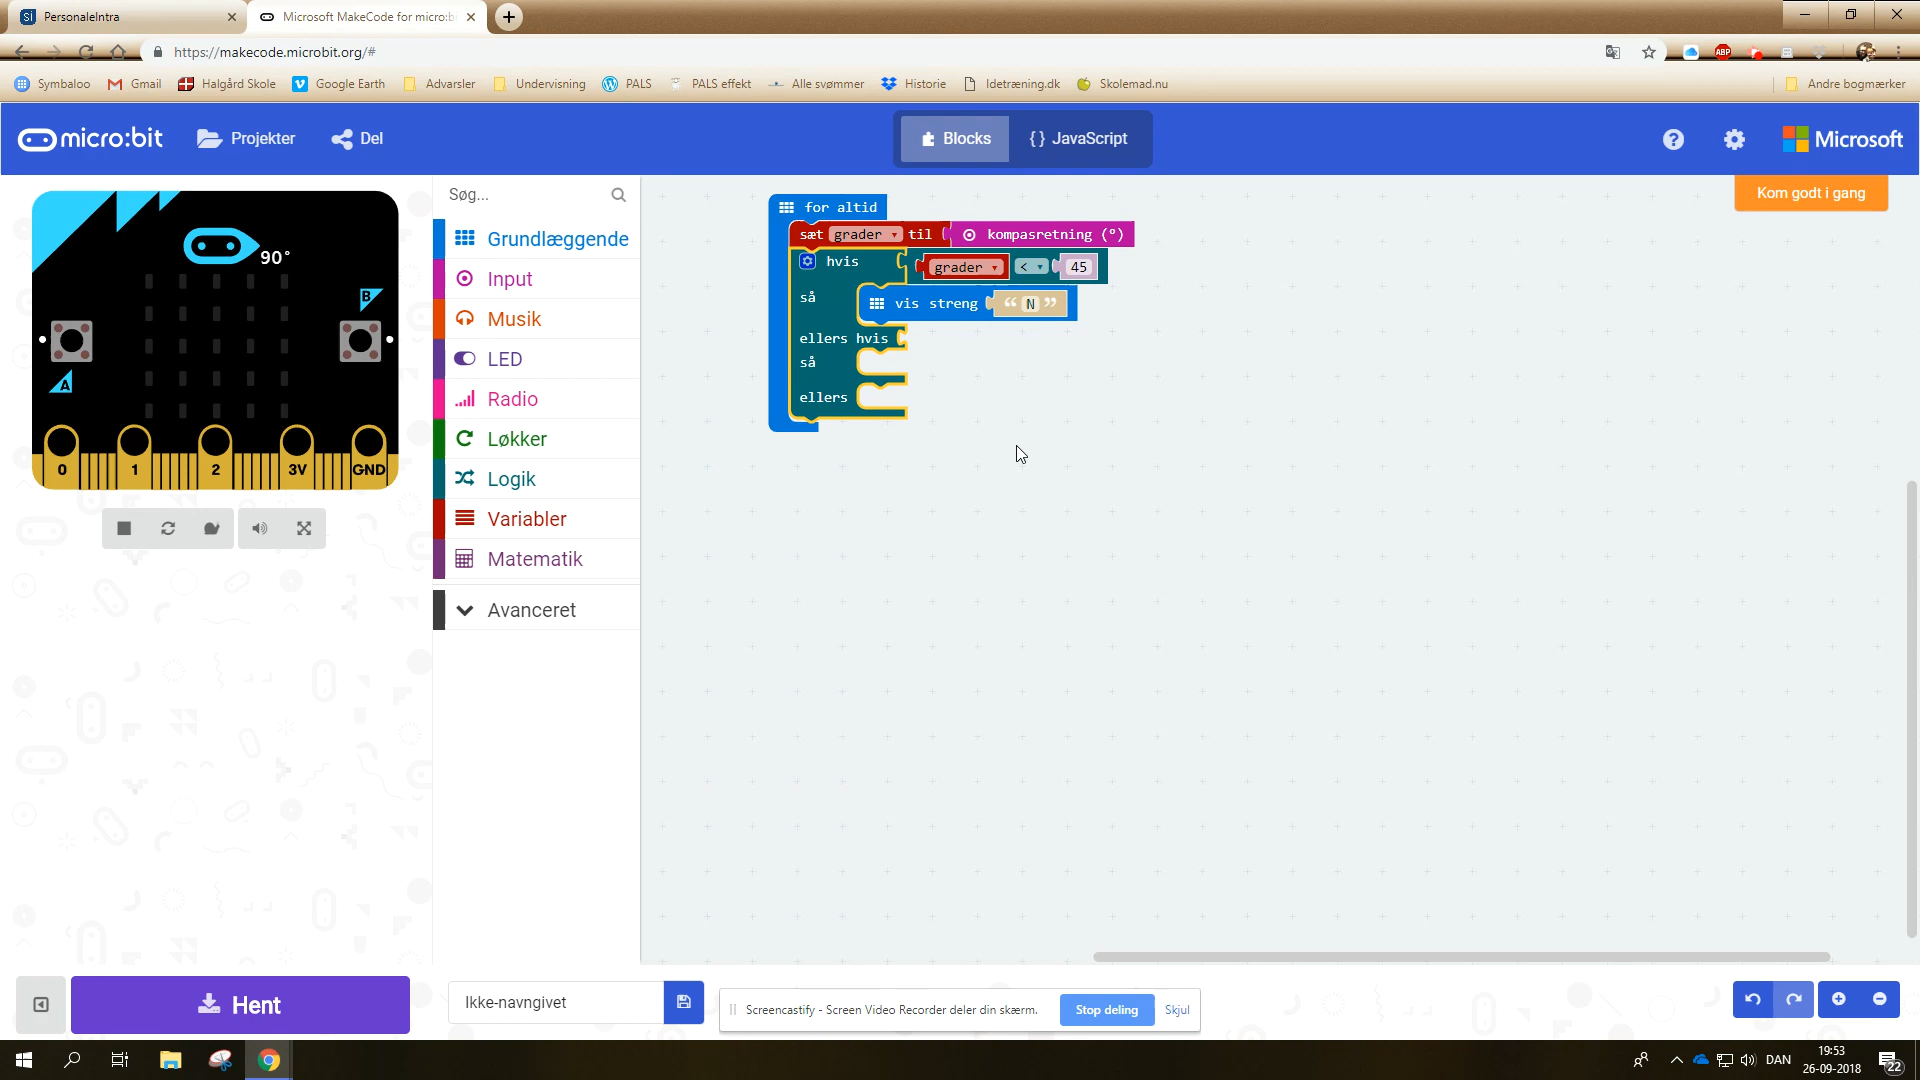 PersonaleIntra
Microsoft MakeCode for micro:b
https://makecode.microbit.org/#
Symbaloo
Gmail
Halgård Skole
Google Earth
Advarsler
Undervisning
PALS
PALS effekt
Alle svømmer
Historie
Idetræning.dk
Skolemad.nu
Andre bogmærker
ABP
micro:bit
Projekter
Del
Blocks
{} JavaScript
Microsoft
Kom godt i gang
90°
B
A
0
1
2
3V
GND
Søg...
Grundlæggende
Input
Musik
LED
Radio
Løkker
Logik
Variabler
Matematik
Avanceret
for altid
sæt grader til kompasretning (°)
hvis grader < 45
så vis streng “ N ”
ellers hvis
så
ellers
Hent
Ikke-navngivet
Screencastify - Screen Video Recorder deler din skærm.
Stop deling
Skjul
DAN
19:53
26-09-2018
22